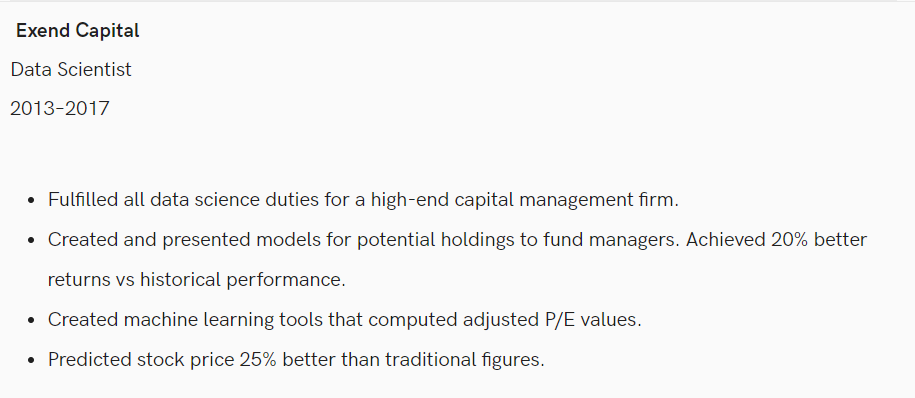 Exend Capital
Data Scientist
2013–2017
• Fulfilled all data science duties for a high-end capital management firm.
• Created and presented models for potential holdings to fund managers. Achieved 20% better
returns vs historical performance.
• Created machine learning tools that computed adjusted P/E values.
• Predicted stock price 25% better than traditional figures.